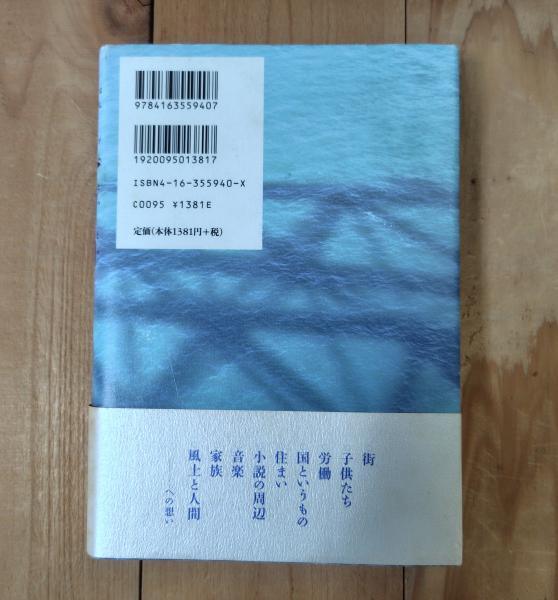 9784163559407
1920095013817
ISBN4-16-355940-X
C0095 ¥1381E
定価(本体1381円+税)
街
子供たち
労働
国というもの
住まい
小説の周辺
音楽
家族
風土と人間
への想い